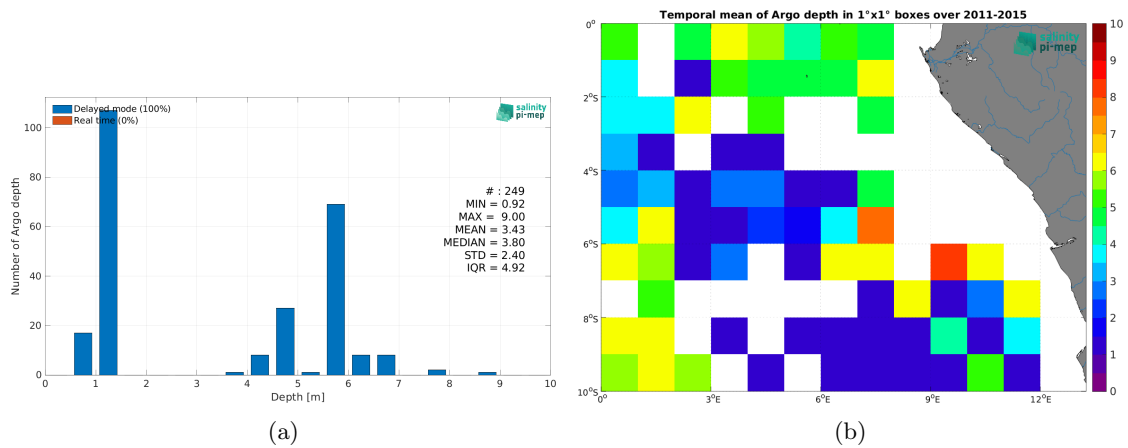 Delayed mode (100%)
Real time (0%)
salinity
pi-mep
# : 249
MIN = 0.92
MAX = 9.00
MEAN = 3.43
MEDIAN = 3.80
STD = 2.40
IQR = 4.92
Number of Argo depth
100
80
60
40
20
0
0 1 2 3 4 5 6 7 8 9 10
Depth [m]
(a)
Temporal mean of Argo depth in 1°x1° boxes over 2011-2015
salinity
pi-mep
0°
2°S
4°S
6°S
8°S
10°S
0° 3°E 6°E 9°E 12°E
10
9
8
7
6
5
4
3
2
1
0
(b)